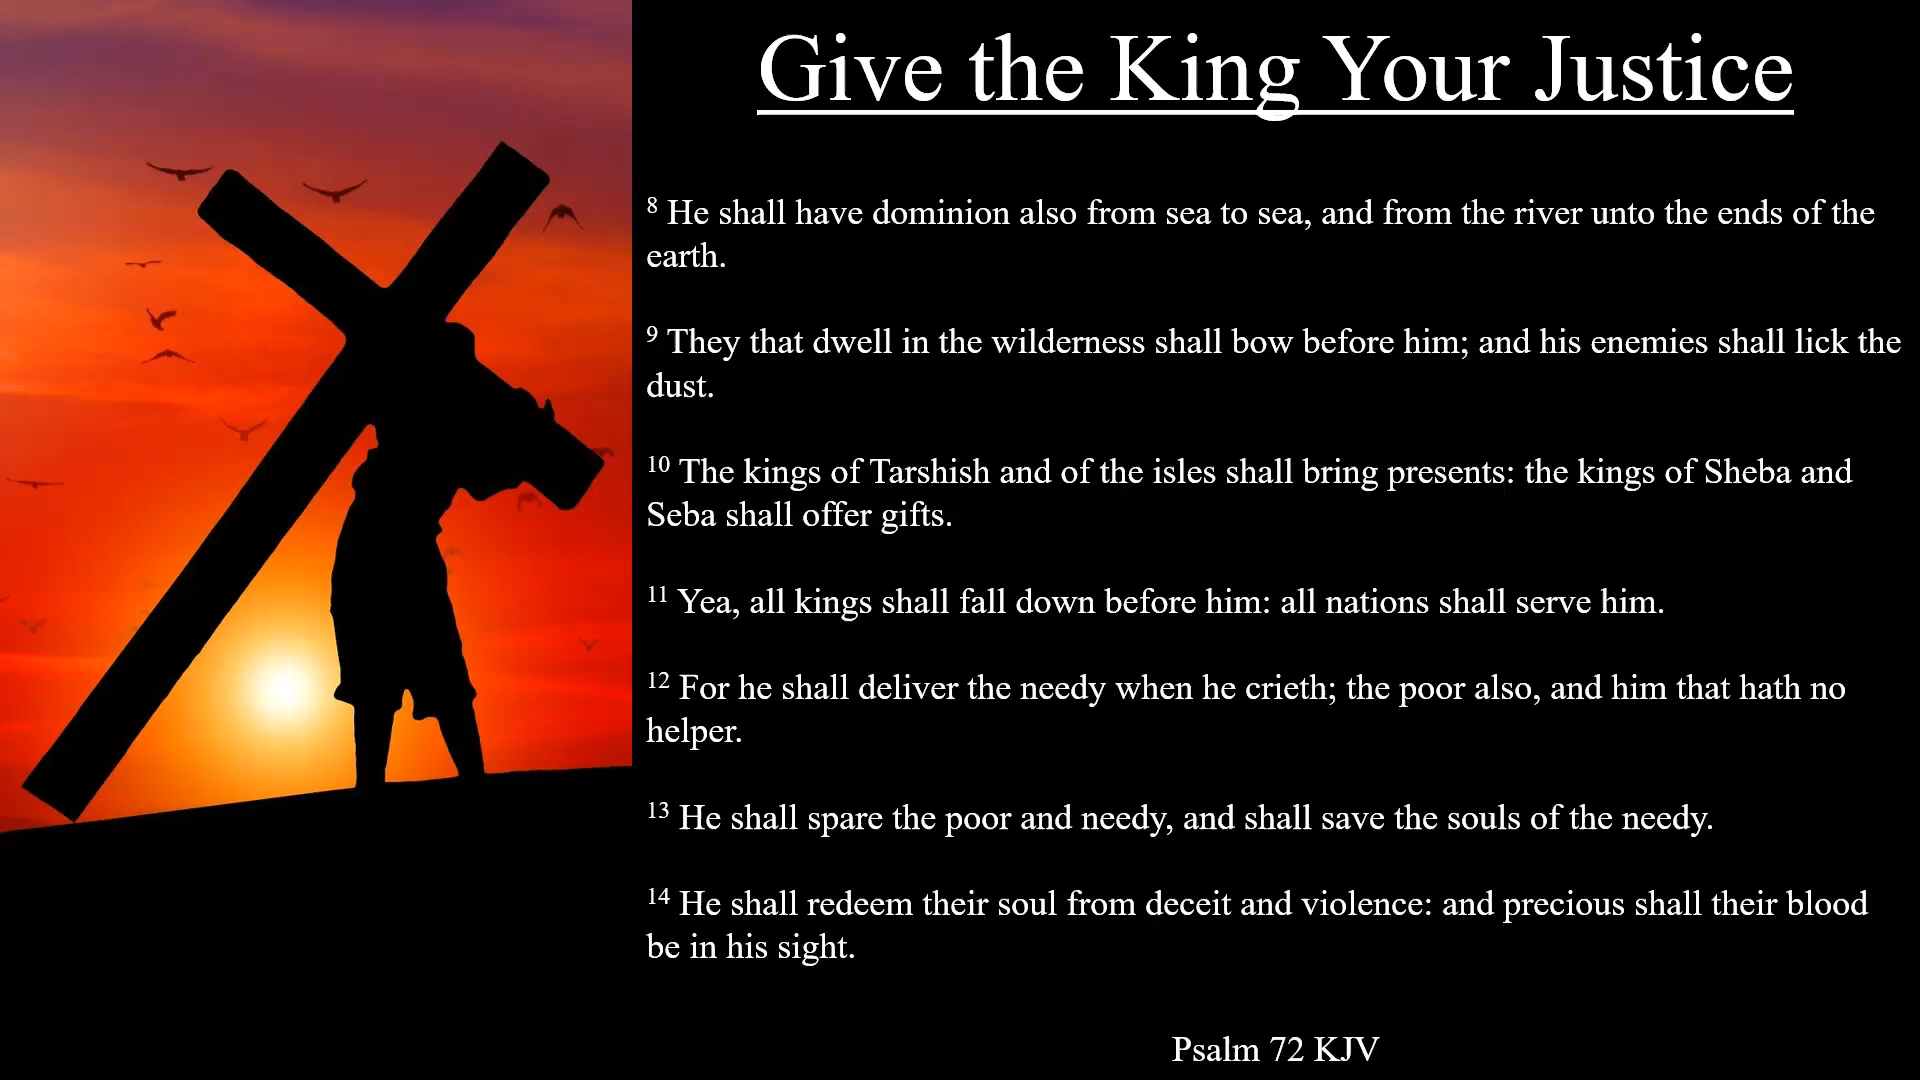 Give the King Your Justice
8 He shall have dominion also from sea to sea, and from the river unto the ends of the
earth.
9 They that dwell in the wilderness shall bow before him; and his enemies shall lick the
dust.
10 The kings of Tarshish and of the isles shall bring presents: the kings of Sheba and
Seba shall offer gifts.
11 Yea, all kings shall fall down before him: all nations shall serve him.
12 For he shall deliver the needy when he crieth; the poor also, and him that hath no
helper.
13 He shall spare the poor and needy, and shall save the souls of the needy.
14 He shall redeem their soul from deceit and violence: and precious shall their blood
be in his sight.
Psalm 72 KJV